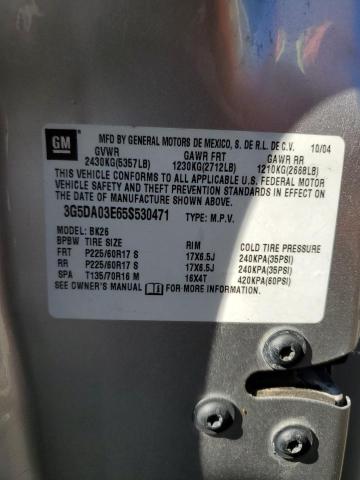 GM
MFD BY GENERAL MOTORS DE MEXICO, S. DE R.L. DE C.V. 10/04
GVWR GAWR FRT GAWR RR
2430KG(5357LB) 1230KG(2712LB) 1210KG(2668LB)
THIS VEHICLE CONFORMS TO ALL APPLICABLE U.S. FEDERAL MOTOR
VEHICLE SAFETY AND THEFT PREVENTION STANDARDS IN EFFECT ON
THE DATE OF MANUFACTURE SHOWN ABOVE.
3G5DA03E65S530471 TYPE: M.P.V.
MODEL: BK26
BPBW TIRE SIZE RIM COLD TIRE PRESSURE
FRT P225/60R17 S 17X6.5J 240KPA(35PSI)
RR P225/60R17 S 17X6.5J 240KPA(35PSI)
SPA T135/70R16 M 16X4T 420KPA(60PSI)
SEE OWNER'S MANUAL FOR MORE INFORMATION.